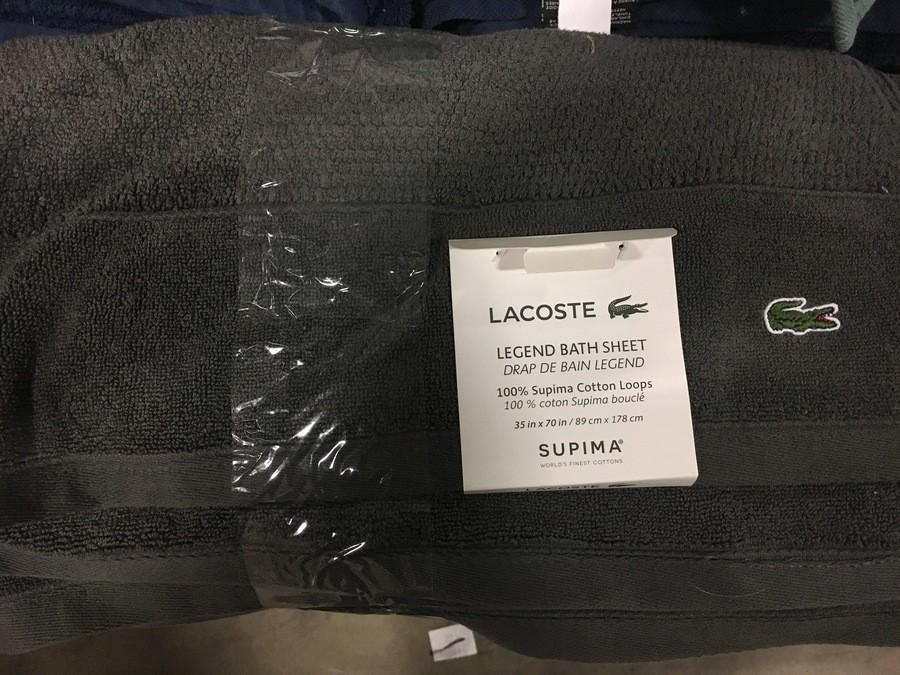 LACOSTE
LEGEND BATH SHEET
DRAP DE BAIN LEGEND
100% Supima Cotton Loops
100 % coton Supima bouclé
35 in x 70 in / 89 cm x 178 cm
SUPIMA®
WORLD'S FINEST COTTONS
LACOSTE